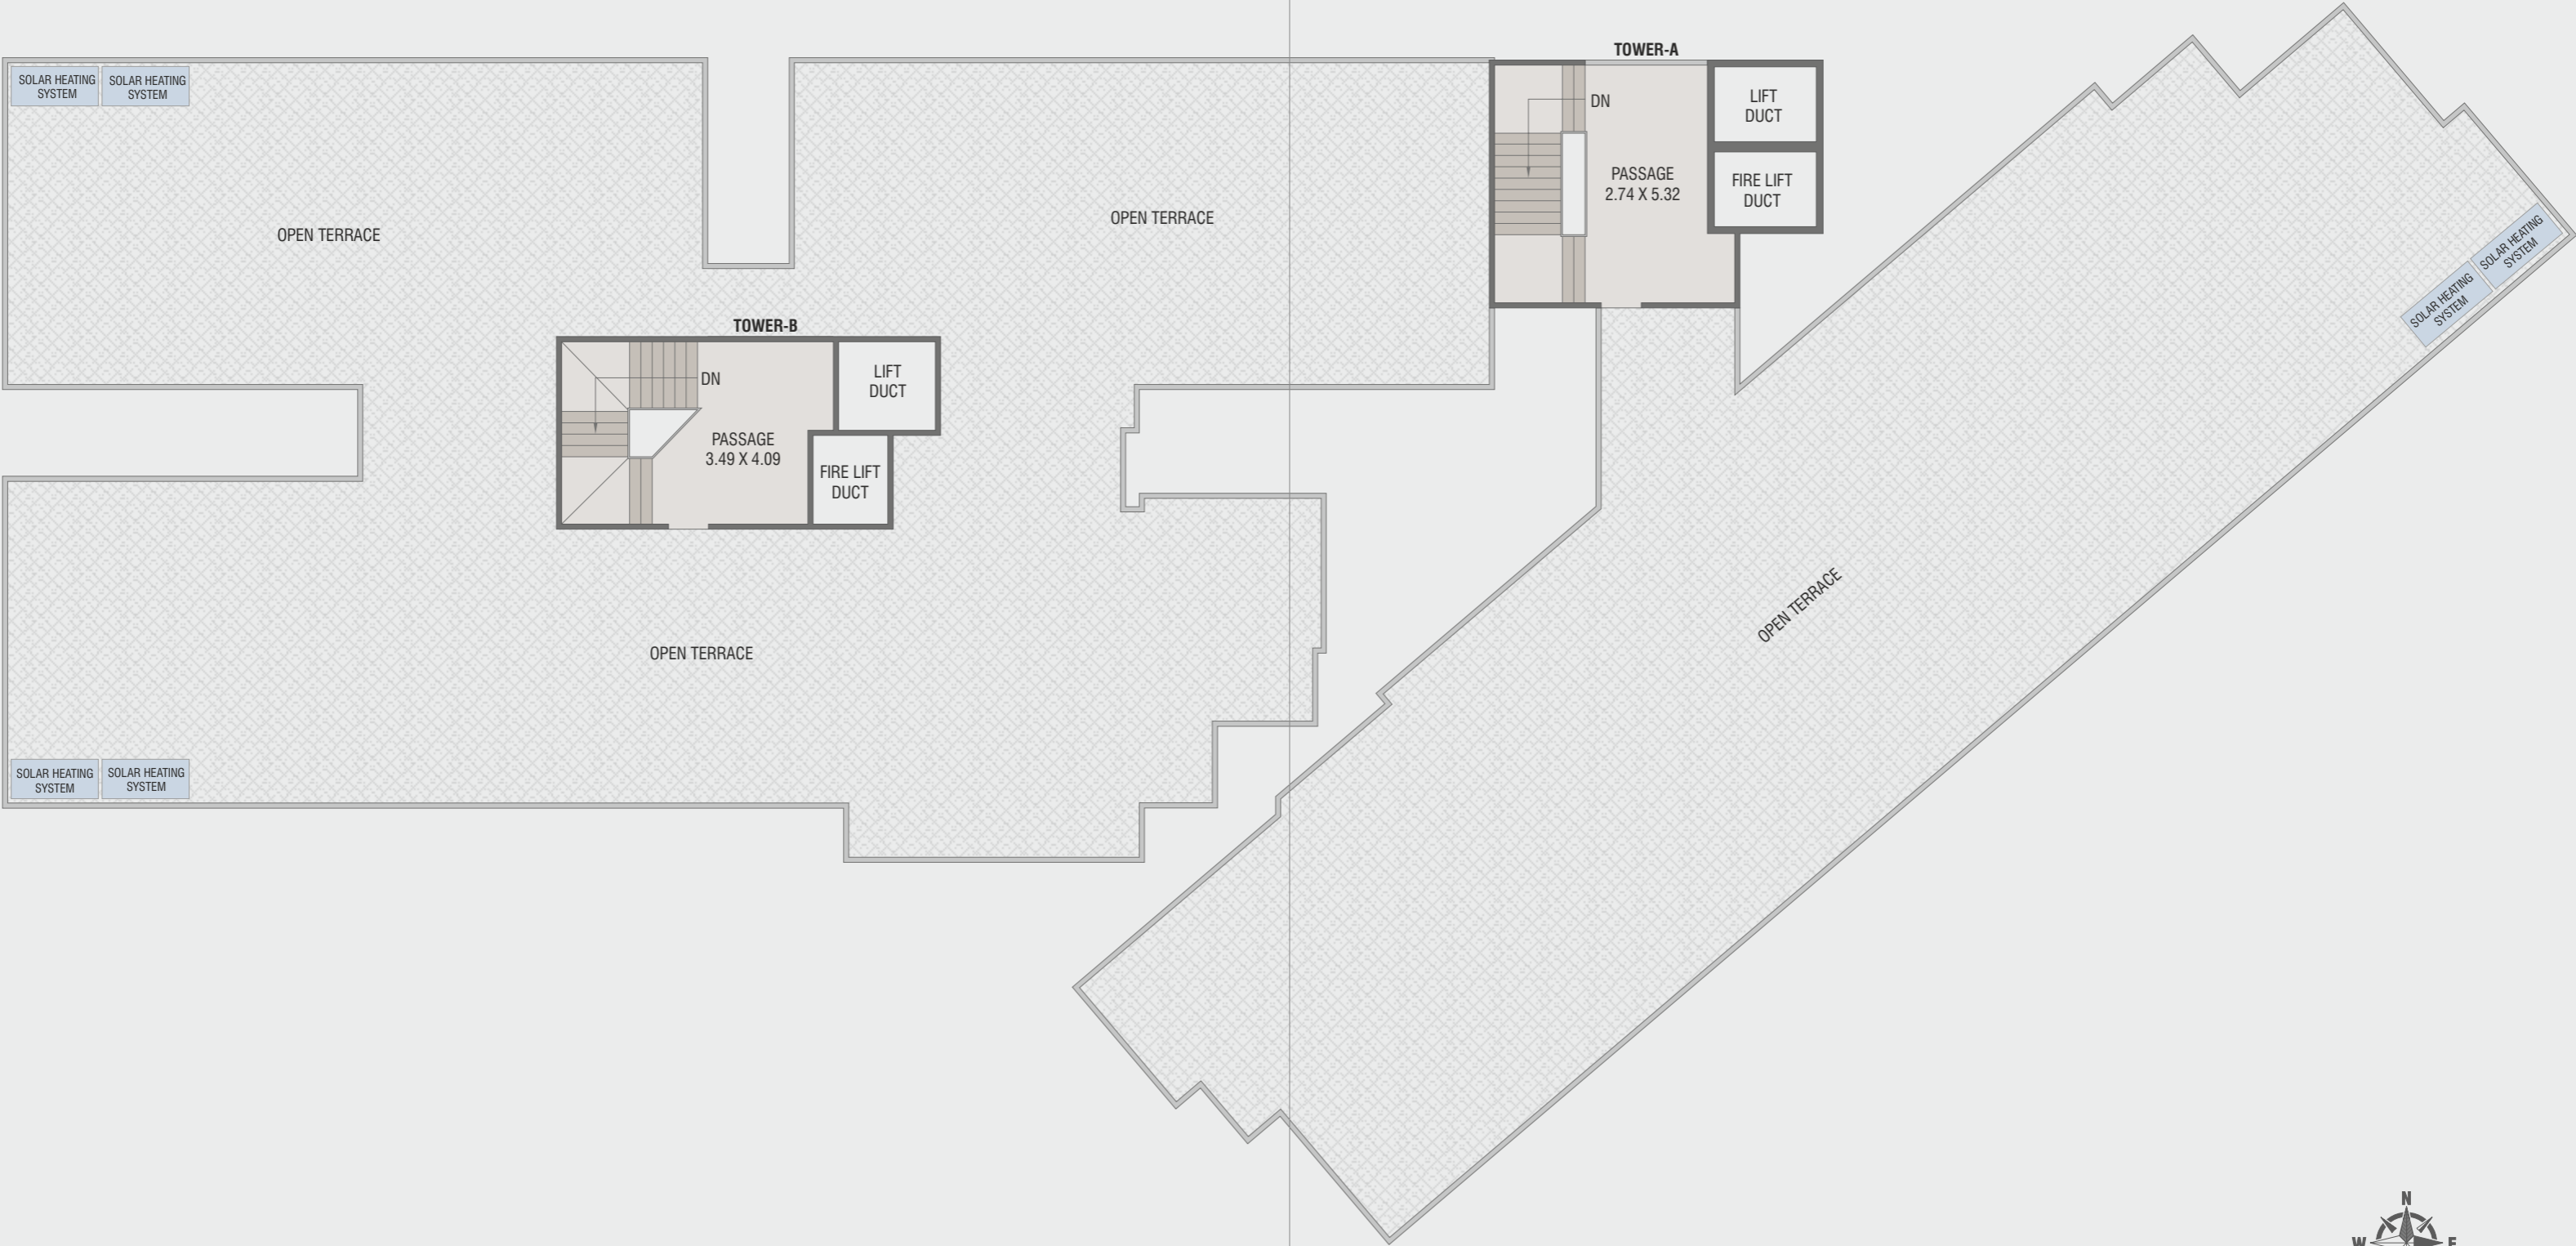 TOWER-A
SOLAR HEATING
SYSTEM
SOLAR HEATING
SYSTEM
DN
LIFT
DUCT
PASSAGE
2.74 X 5.32
FIRE LIFT
DUCT
OPEN TERRACE
OPEN TERRACE
SOLAR HEATING
SYSTEM
SOLAR HEATING
SYSTEM
TOWER-B
DN
LIFT
DUCT
PASSAGE
3.49 X 4.09
FIRE LIFT
DUCT
OPEN TERRACE
OPEN TERRACE
SOLAR HEATING
SYSTEM
SOLAR HEATING
SYSTEM
N
W E